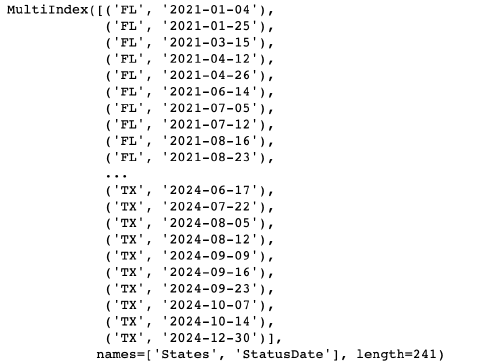 MultiIndex([('FL', '2021-01-04'),
('FL', '2021-01-25'),
('FL', '2021-03-15'),
('FL', '2021-04-12'),
('FL', '2021-04-26'),
('FL', '2021-06-14'),
('FL', '2021-07-05'),
('FL', '2021-07-12'),
('FL', '2021-08-16'),
('FL', '2021-08-23'),
...
('TX', '2024-06-17'),
('TX', '2024-07-22'),
('TX', '2024-08-05'),
('TX', '2024-08-12'),
('TX', '2024-09-09'),
('TX', '2024-09-16'),
('TX', '2024-09-23'),
('TX', '2024-10-07'),
('TX', '2024-10-14'),
('TX', '2024-12-30')],
names=['States', 'StatusDate'], length=241)